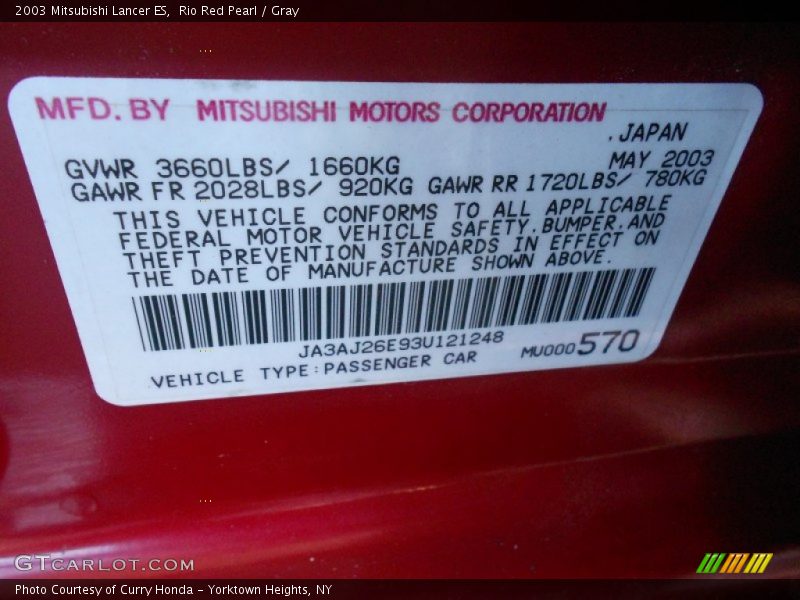 2003 Mitsubishi Lancer ES,  Rio Red Pearl / Gray
MFD. BY MITSUBISHI MOTORS CORPORATION
.JAPAN
GVWR 3660LBS/ 1660KG MAY 2003
GAWR FR 2028LBS/ 920KG GAWR RR 1720LBS/ 780KG
THIS VEHICLE CONFORMS TO ALL APPLICABLE
FEDERAL MOTOR VEHICLE SAFETY.BUMPER.AND
THEFT PREVENTION STANDARDS IN EFFECT ON
THE DATE OF MANUFACTURE SHOWN ABOVE.
JA3AJ26E93U121248
MU000570
VEHICLE TYPE:PASSENGER CAR
GTCARLOT.COM
Photo Courtesy of Curry Honda - Yorktown Heights, NY